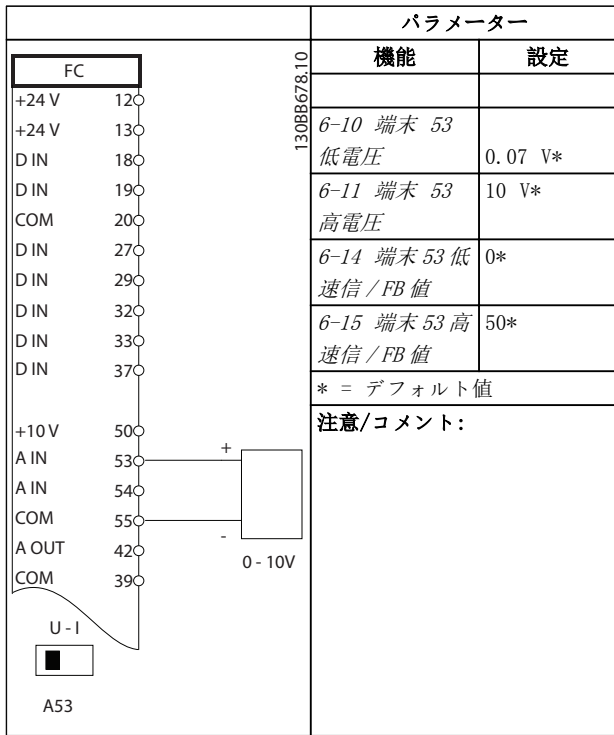 パラメーター
機能 設定
FC
+24 V 12
+24 V 13
D IN 18
D IN 19
COM 20
D IN 27
D IN 29
D IN 32
D IN 33
D IN 37
+10 V 50
A IN 53
A IN 54
COM 55
A OUT 42
COM 39
+
-
0 - 10V
U - I
A53
130BB678.10
6-10 端末 53
低電圧 0.07 V*
6-11 端末 53 10 V*
高電圧
6-14 端末 53 低 0*
速信 / FB 値
6-15 端末 53 高 50*
速信 / FB 値
* = デフォルト値
注意/コメント: